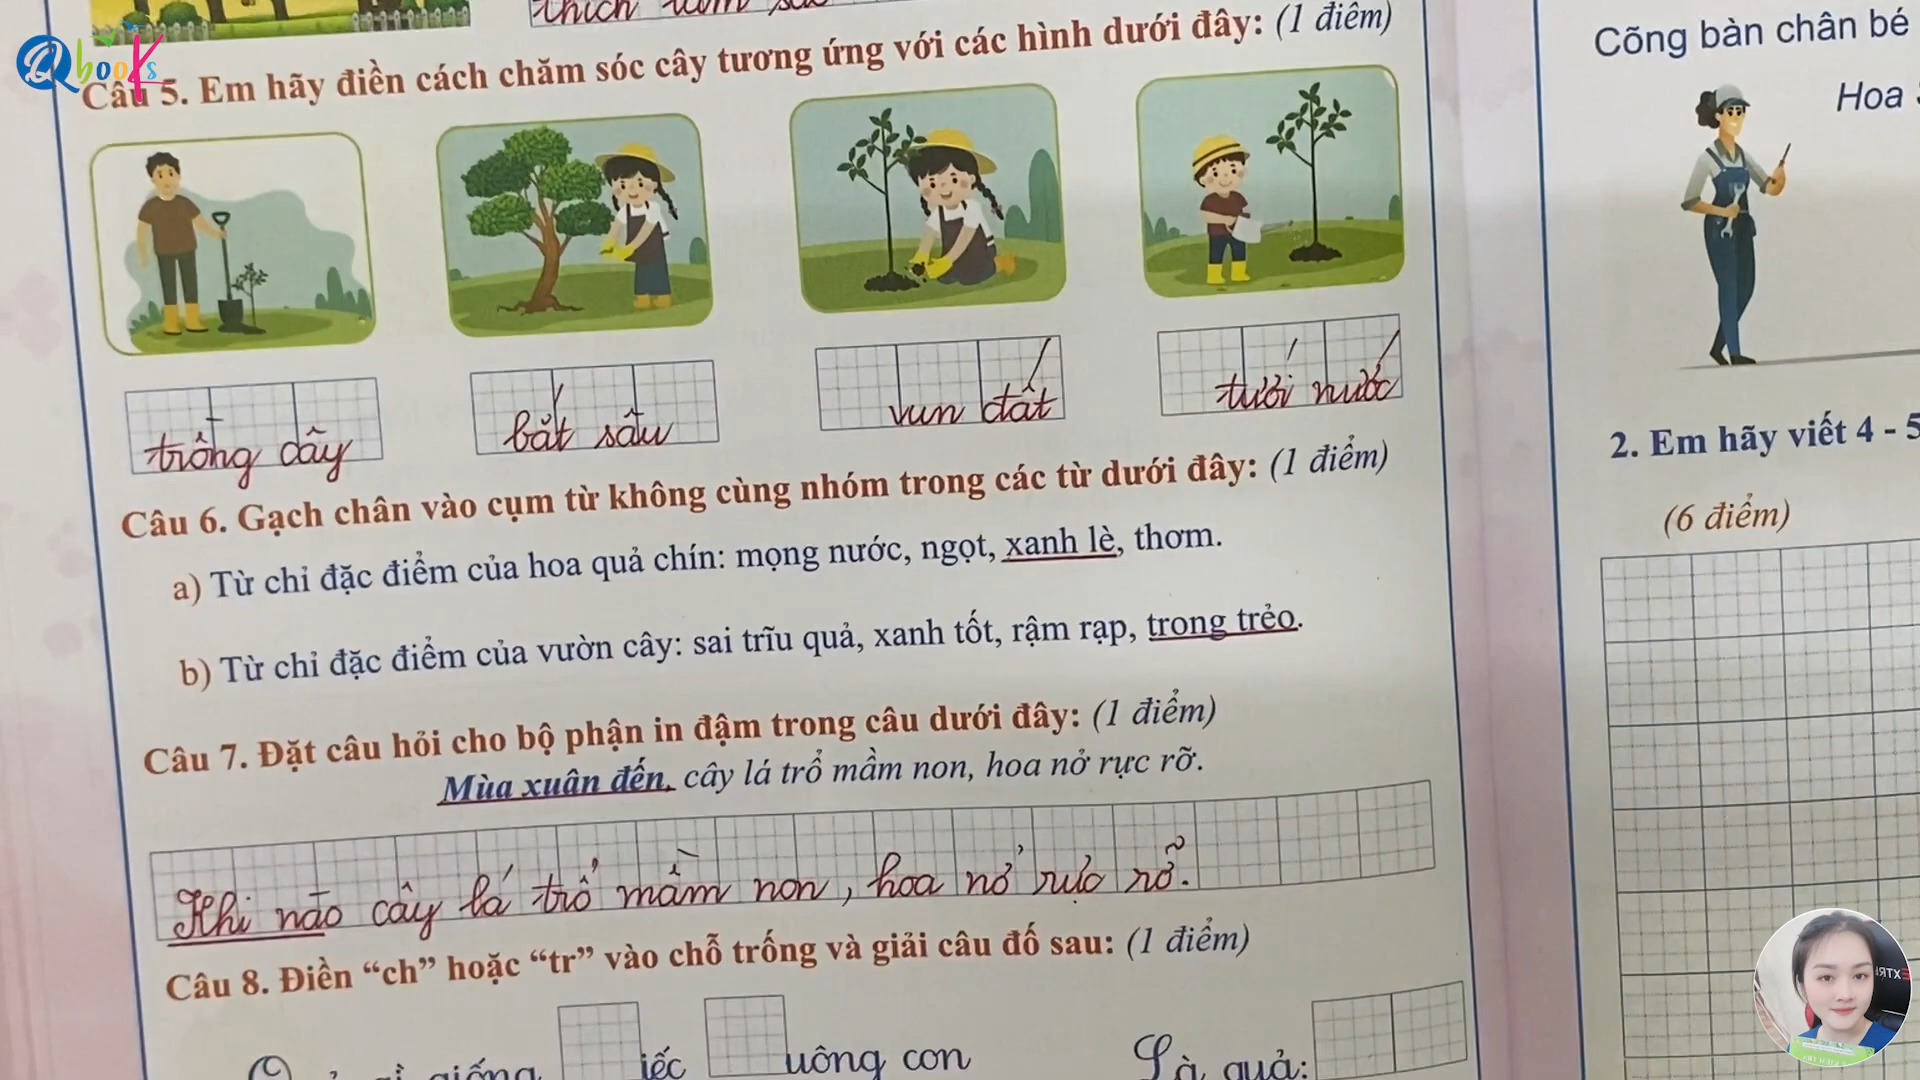 Qbooks
Câu 5. Em hãy điền cách chăm sóc cây tương ứng với các hình dưới đây: (1 điểm)
trồng cây
bắt sâu
vun đất
tưới nước
Câu 6. Gạch chân vào cụm từ không cùng nhóm trong các từ dưới đây: (1 điểm)
a) Từ chỉ đặc điểm của hoa quả chín: mọng nước, ngọt, xanh lè, thơm.
b) Từ chỉ đặc điểm của vườn cây: sai trĩu quả, xanh tốt, rậm rạp, trong trẻo.
Câu 7. Đặt câu hỏi cho bộ phận in đậm trong câu dưới đây: (1 điểm)
Mùa xuân đến, cây lá trổ mầm non, hoa nở rực rỡ.
Khi nào cây lá trổ mầm non, hoa nở rực rỡ.
Câu 8. Điền “ch” hoặc “tr” vào chỗ trống và giải câu đố sau: (1 điểm)
giống iếc uông con
Là quả:
Cõng bàn chân bé
Hoa
2. Em hãy viết 4 - 5
(6 điểm)